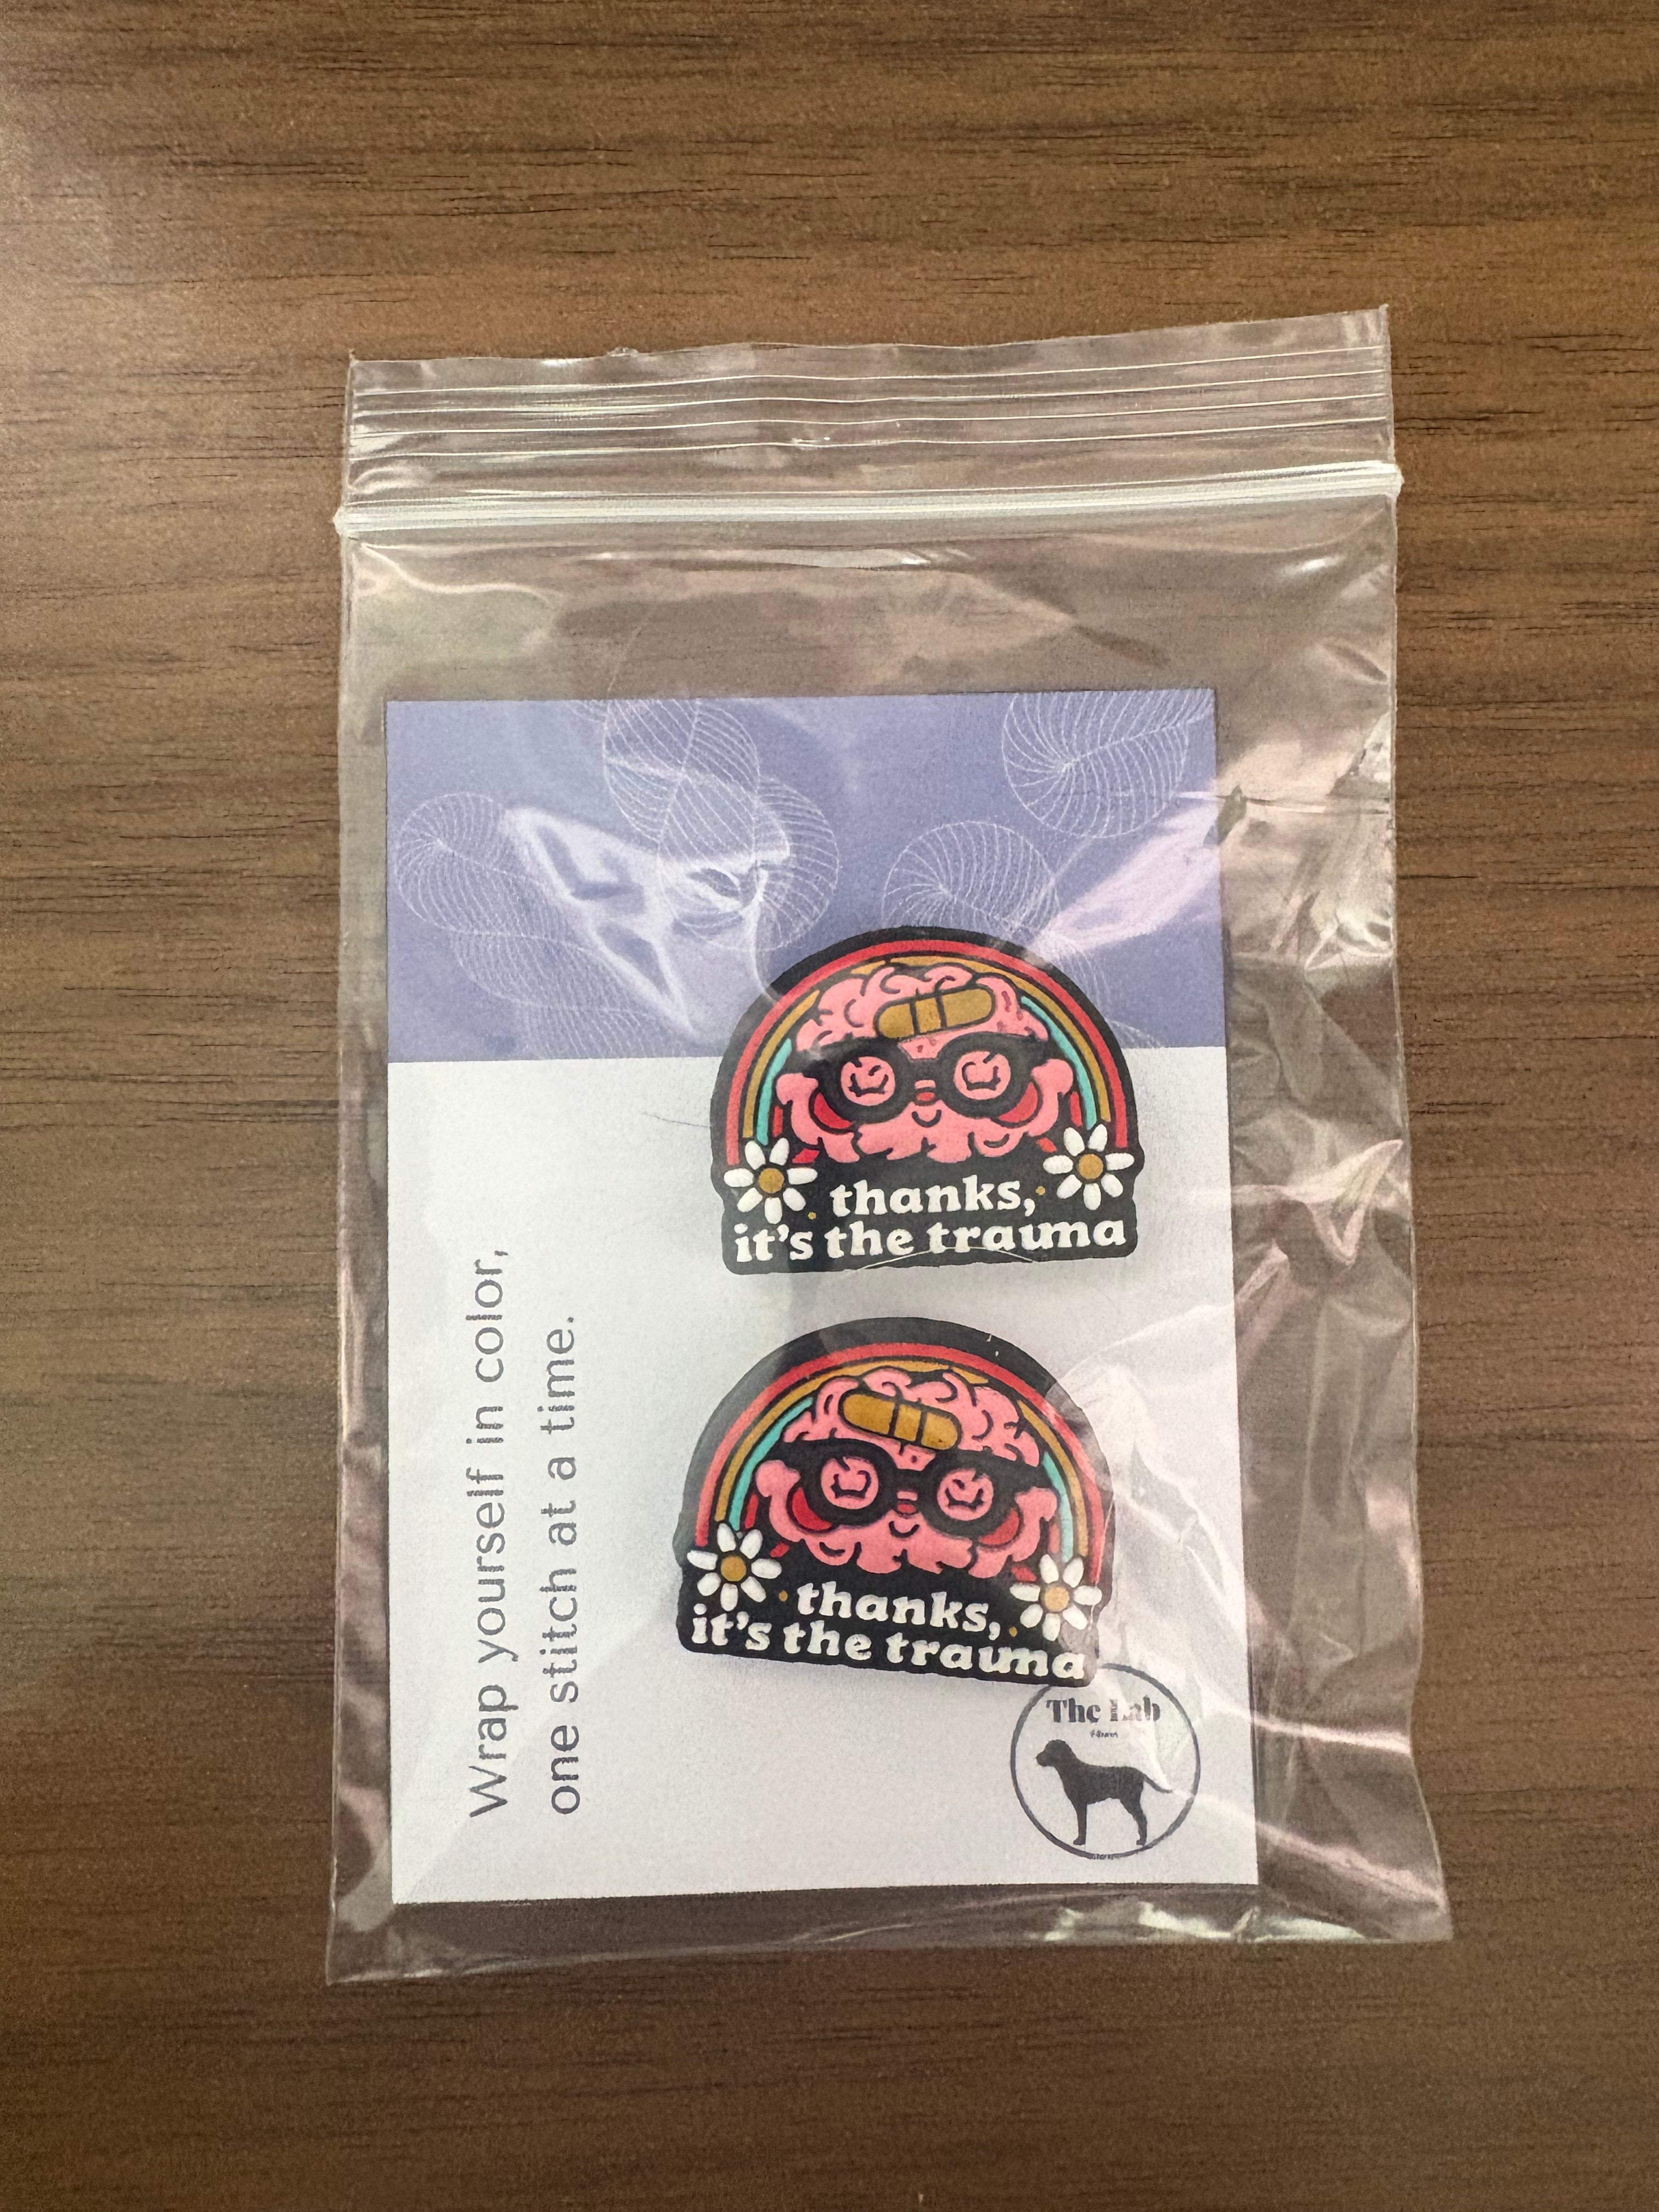 thanks,
it's the trauma
thanks,
it's the trauma
Wrap yourself in color,
one stitch at a time.
The Lab